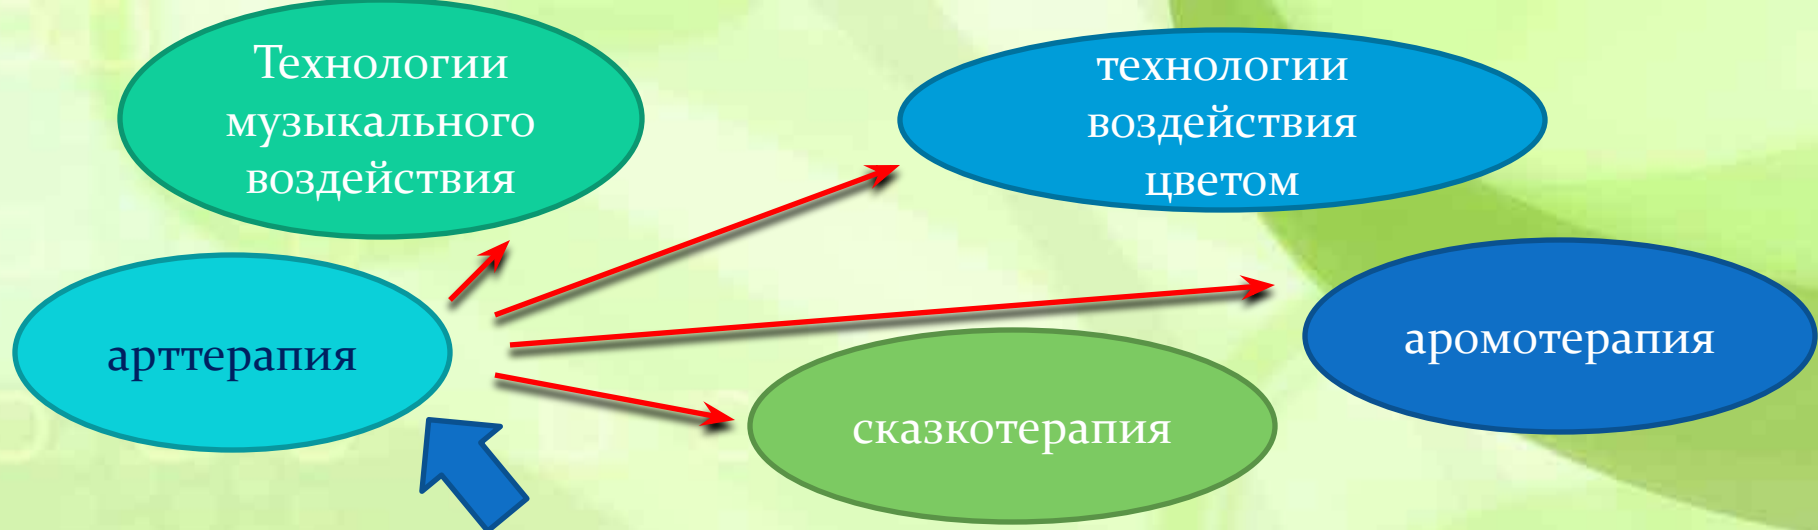 Технологии
музыкального
воздействия
технологии
воздействия
цветом
арттерапия
аромотерапия
сказкотерапия